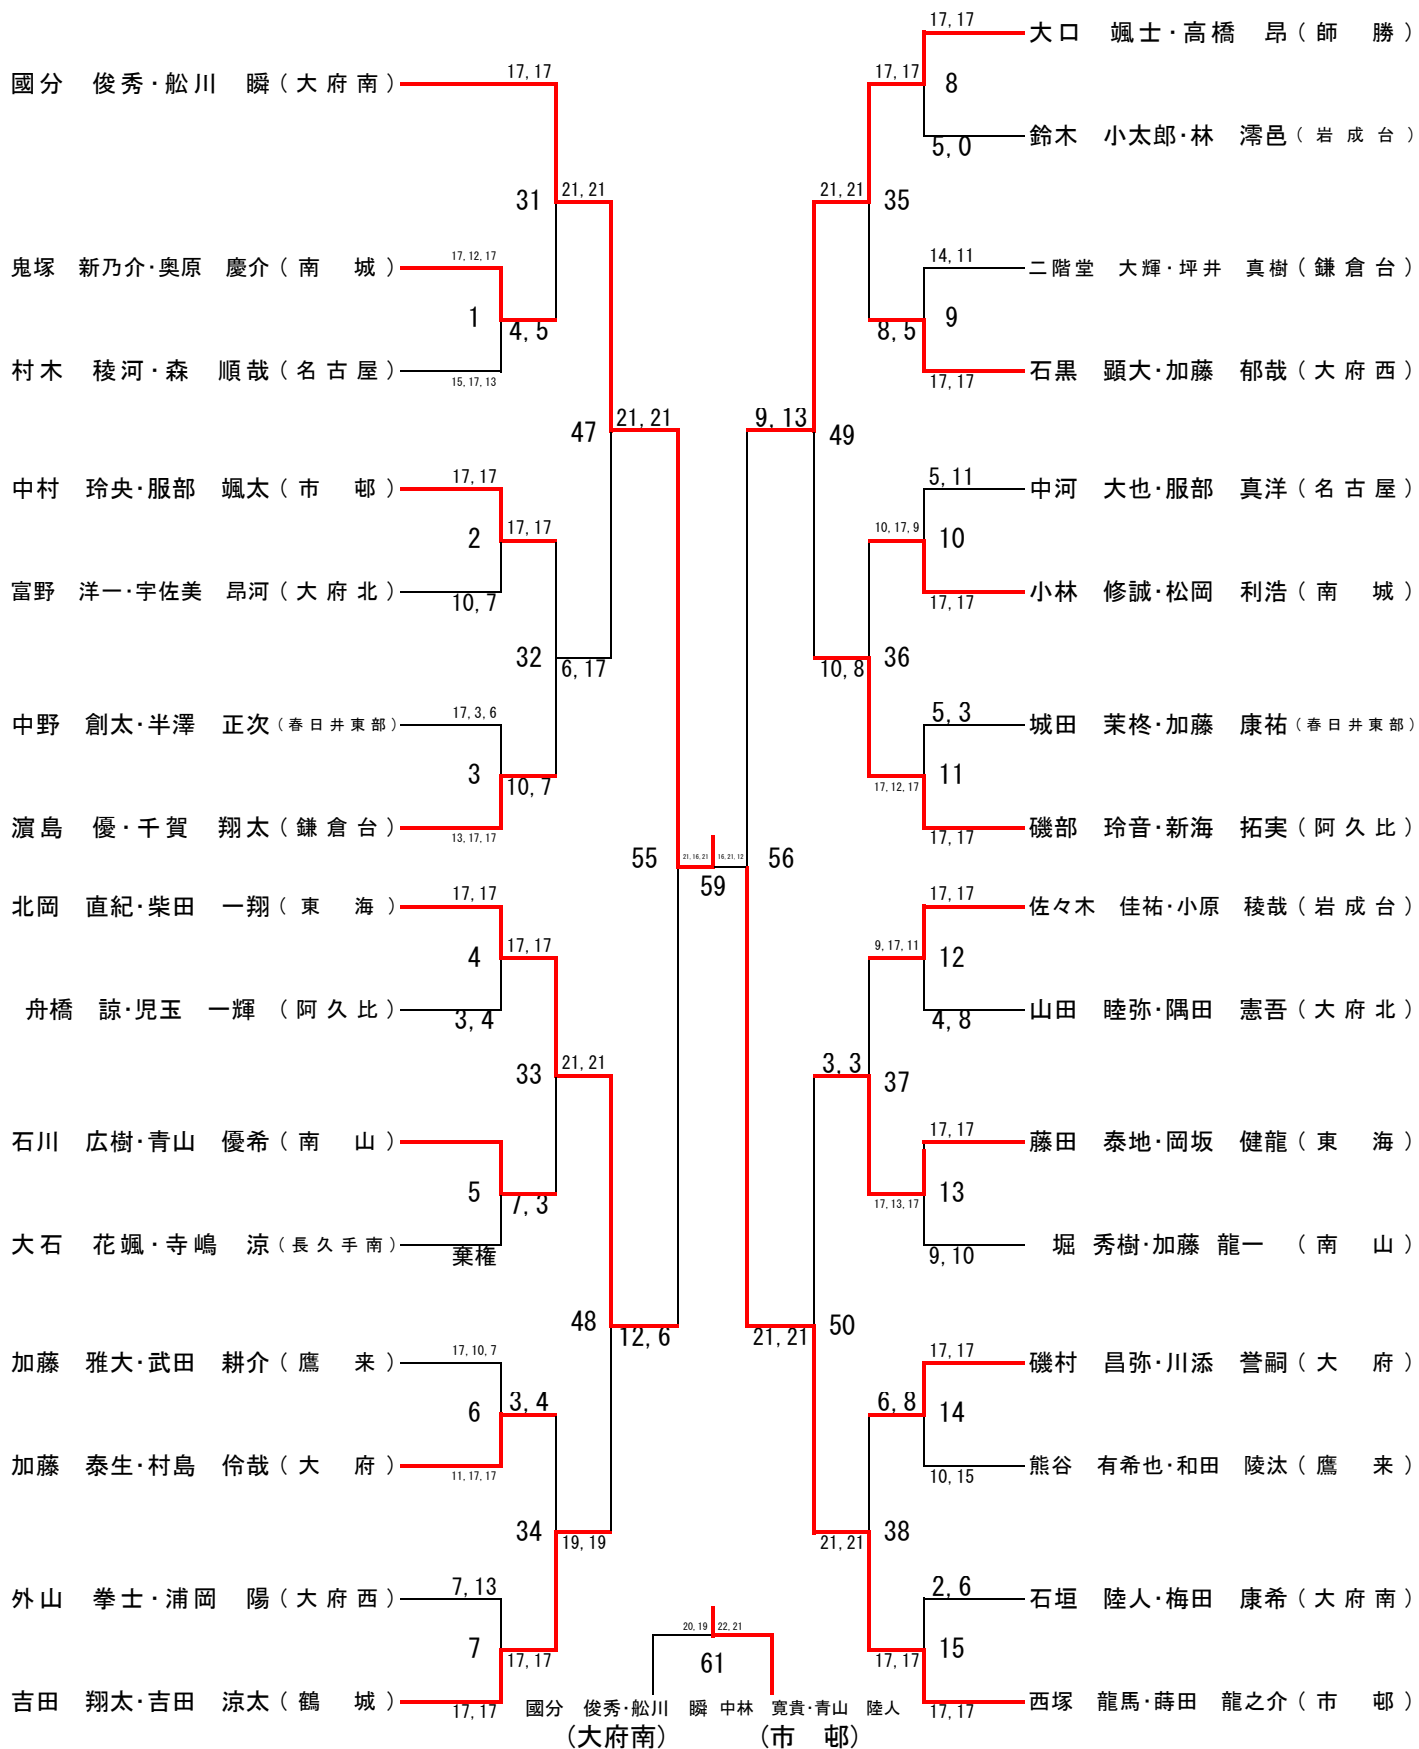 17,17
大口　颯士・高橋　昂（師　勝）
17,17
17,17
國分　俊秀・舩川　瞬（大府南）
8
5,0
鈴木　小太郎・林　澪邑（岩成台）
31
21,21
21,21
35
17,12,17
鬼塚　新乃介・奥原　慶介（南　城）
14,11
二階堂　大輝・坪井　真樹（鎌倉台）
1
4,5
8,5
9
村木　稜河・森　順哉（名古屋）
15,17,13
17,17
石黒　顕大・加藤　郁哉（大府西）
47
21,21
9,13
49
17,17
中村　玲央・服部　颯太（市　邨）
5,11
中河　大也・服部　真洋（名古屋）
2
17,17
10,17,9
10
富野　洋一・宇佐美　昂河（大府北）
10,7
17,17
小林　修誠・松岡　利浩（南　城）
32
6,17
10,8
36
17,3,6
中野　創太・半澤　正次（春日井東部）
5,3
城田　茉柊・加藤　康祐（春日井東部）
3
10,7
17,12,17
11
濵島　優・千賀　翔太（鎌倉台）
13,17,17
17,17
磯部　玲音・新海　拓実（阿久比）
55
21,16,21
16,21,12
56
59
17,17
北岡　直紀・柴田　一翔（東　海）
17,17
佐々木　佳祐・小原　稜哉（岩成台）
4
17,17
9,17,11
12
舟橋　諒・児玉　一輝（阿久比）
3,4
4,8
山田　睦弥・隅田　憲吾（大府北）
33
21,21
3,3
37
石川　広樹・青山　優希（南　山）
17,17
藤田　泰地・岡坂　健龍（東　海）
5
7,3
17,13,17
13
大石　花颯・寺嶋　涼（長久手南）
棄権
9,10
堀　秀樹・加藤　龍一（南　山）
48
12,6
21,21
50
17,10,7
加藤　雅大・武田　耕介（鷹　来）
17,17
磯村　昌弥・川添　誉嗣（大　府）
6
3,4
6,8
14
加藤　泰生・村島　伶哉（大　府）
11,17,17
10,15
熊谷　有希也・和田　陵汰（鷹　来）
34
19,19
21,21
38
7,13
外山　拳士・浦岡　陽（大府西）
2,6
石垣　陸人・梅田　康希（大府南）
7
17,17
20,19
22,21
17,17
15
61
吉田　翔太・吉田　涼太（鶴　城）
17,17
17,17
西塚　龍馬・蒔田　龍之介（市　邨）
國分　俊秀・舩川　瞬
中林　寛貴・青山　陸人
（大府南）
（市　邨）